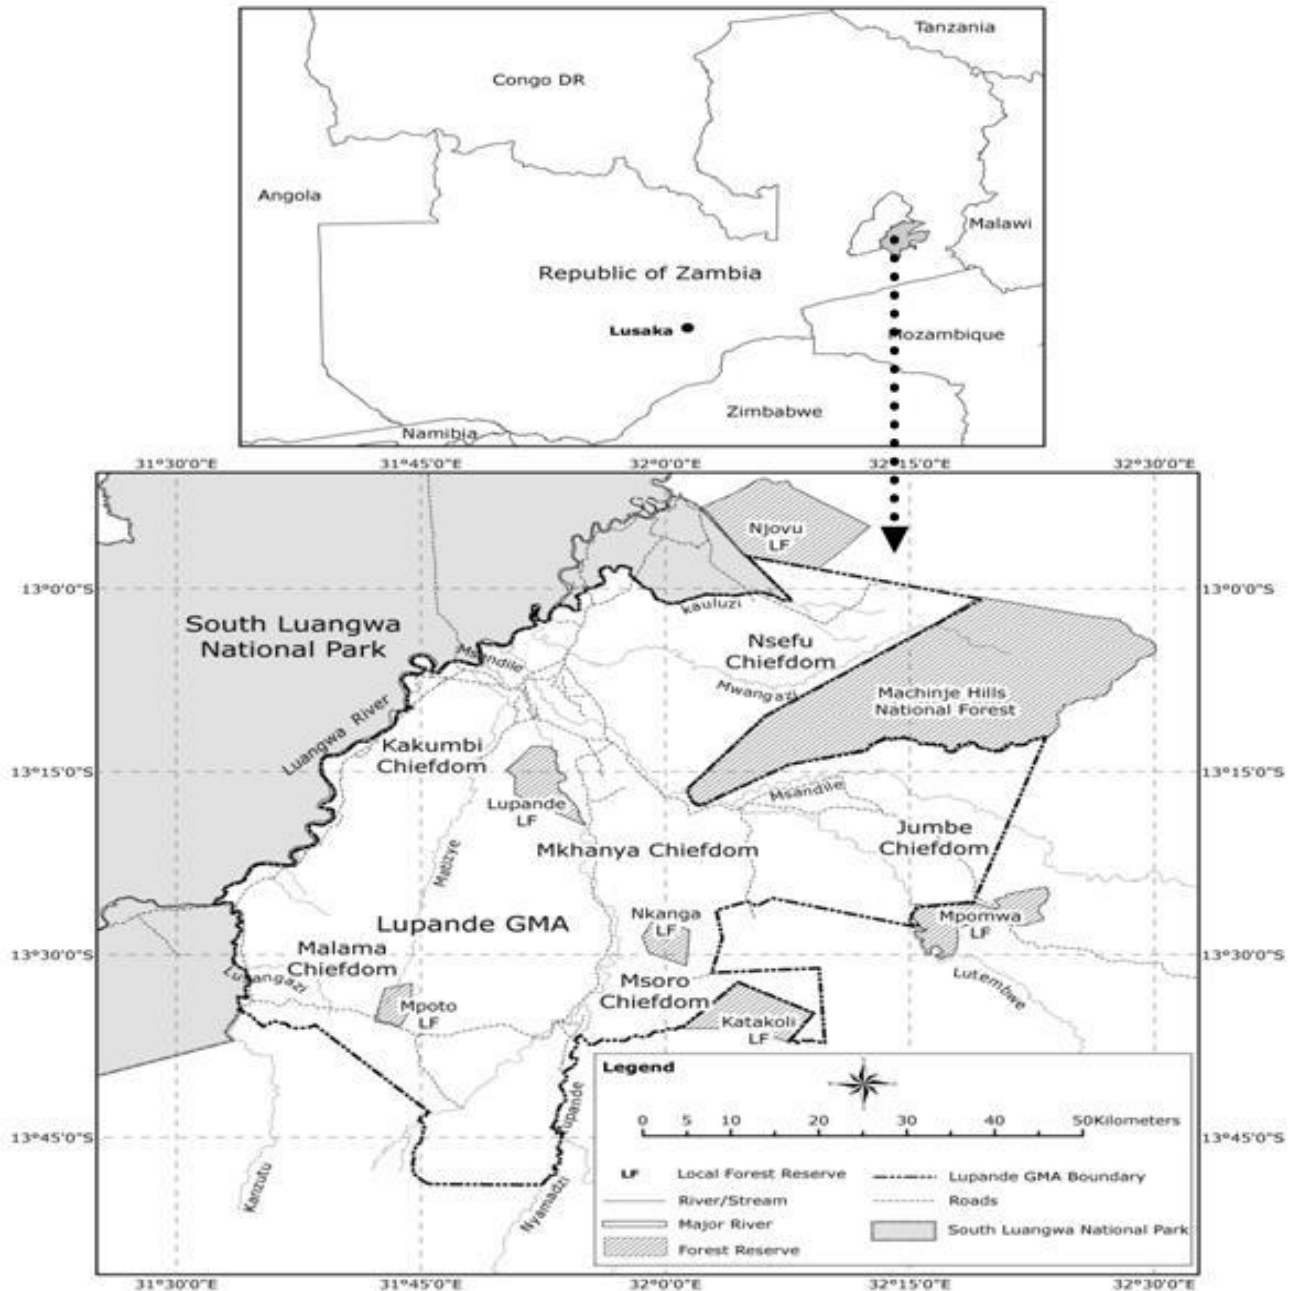 Tanzania
Congo DR
Angola
Malawi
Republic of Zambia
Lusaka
Mozambique
Zimbabwe
Namibia
31°30'0"E
31°45'0"E
32°0'0"E
32°15'0"E
32°30'0"E
Njovu
LF
13°0'0"S
13°0'0"S
kauluzi
South Luangwa
National Park
Nsefu
Chiefdom
Msandile
Mwangazi
Machinje Hills
National Forest
Luangwa River
Kakumbi
Chiefdom
13°15'0"S
13°15'0"S
Msandile
Lupande
LF
Jumbe
Chiefdom
Mkhanya Chiefdom
Matizye
Nkanga
LF
Mpomwa
LF
Lupande GMA
Malama
Chiefdom
13°30'0"S
13°30'0"S
Lutembwe
Msoro
Chiefdom
Mpoto
LF
Katakoli
LF
Legend
0 5 10 20 30 40 50Kilometers
13°45'0"S
13°45'0"S
Lupande
Kanzutu
Nyamadzi
LF Local Forest Reserve
Lupande GMA Boundary
River/Stream
Roads
Major River
South Luangwa National Park
Forest Reserve
31°30'0"E
31°45'0"E
32°0'0"E
32°15'0"E
32°30'0"E